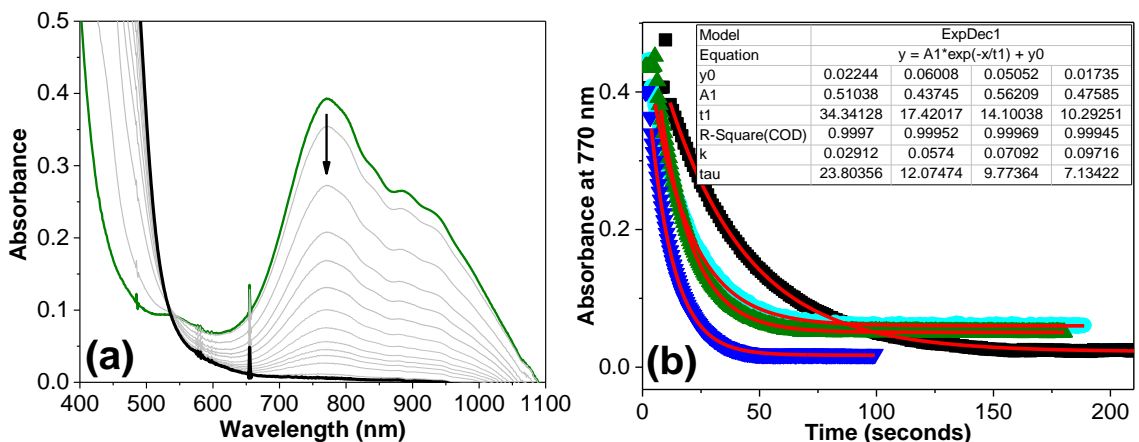 0.5
0.4
0.3
0.2
0.1
0.0
Absorbance
(a)
400 500 600 700 800 900 1000 1100
Wavelength (nm)
0.4
0.2
0.0
Absorbance at 770 nm
Model ExpDec1
Equation y = A1*exp(-x/t1) + y0
y0 0.02244 0.06008 0.05052 0.01735
A1 0.51038 0.43745 0.56209 0.47585
t1 34.34128 17.42017 14.10038 10.29251
R-Square(COD) 0.9997 0.99952 0.99969 0.99945
k 0.02912 0.0574 0.07092 0.09716
tau 23.80356 12.07474 9.77364 7.13422
(b)
0 50 100 150 200
Time (seconds)